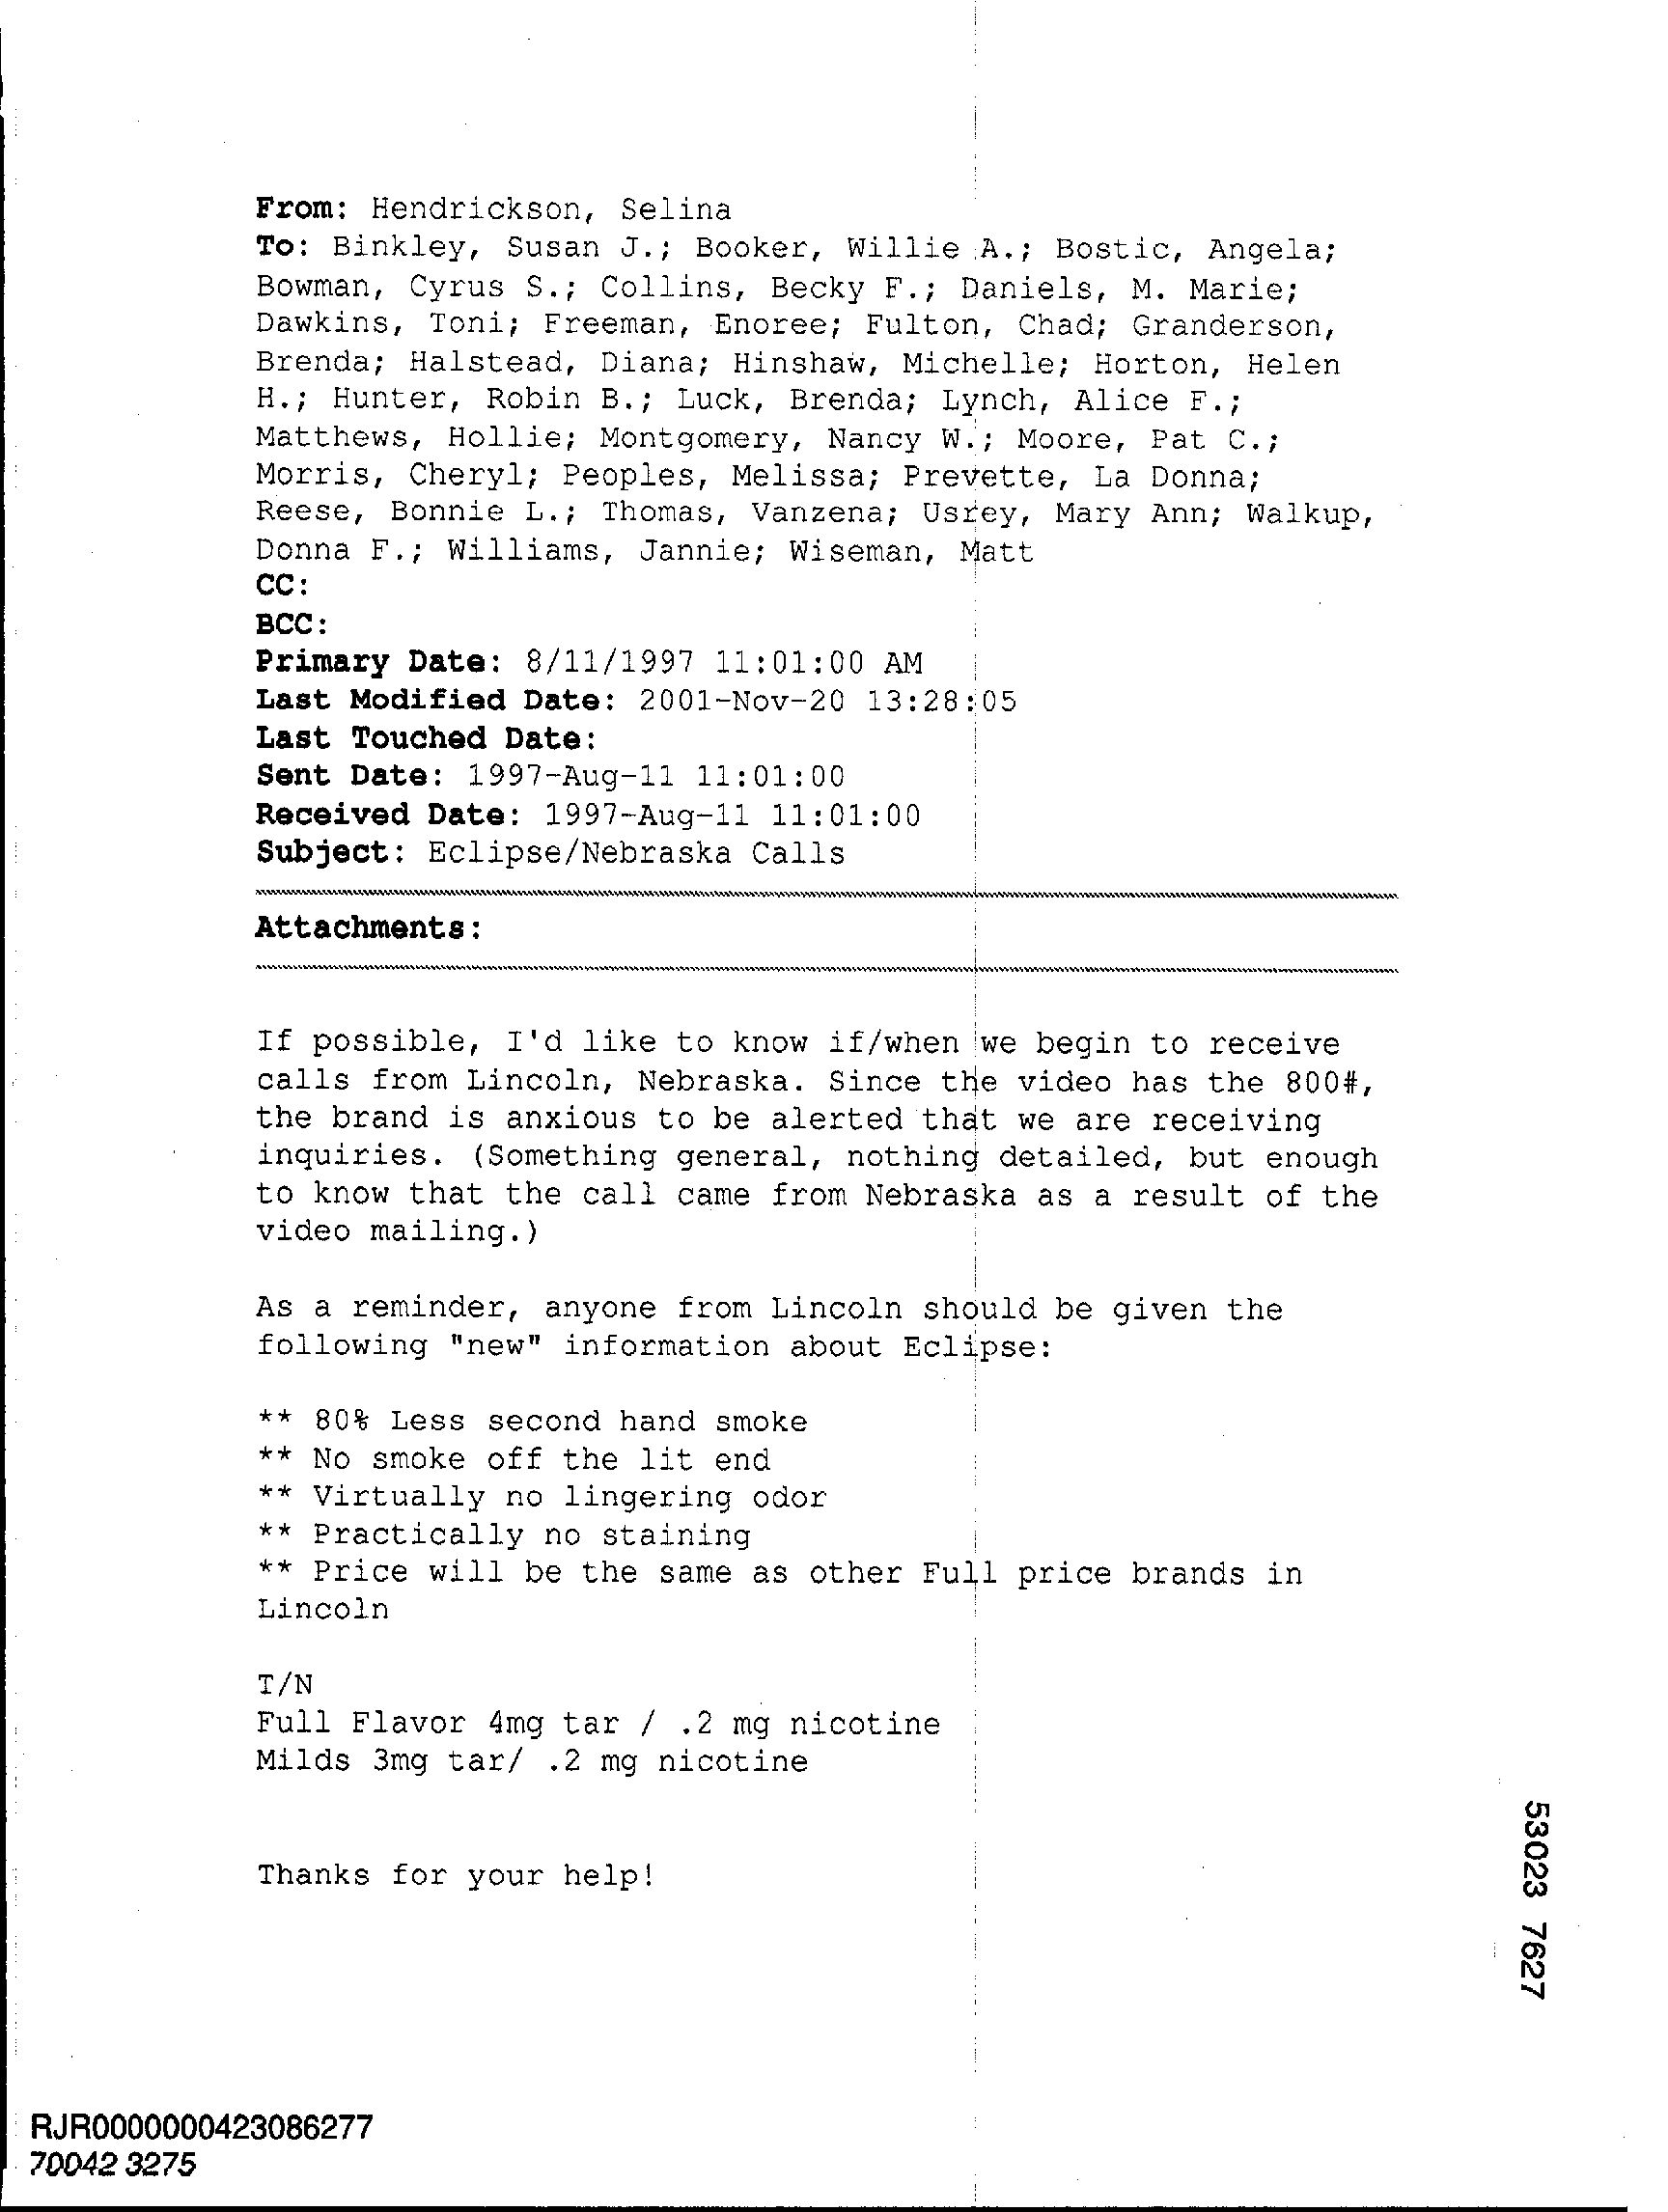 From: Hendrickson, Selina
To: Binkley, Susan J.; Booker, Willie A.; Bostic, Angela;
Bowman, Cyrus S.; Collins, Becky F.; Daniels, M. Marie;
Dawkins, Toni; Freeman, Enoree; Fulton, Chad; Granderson,
Brenda; Halstead, Diana; Hinshaw, Michelle; Horton, Helen
H.; Hunter, Robin B.; Luck, Brenda; Lynch, Alice F.;
Matthews, Hollie; Montgomery, Nancy W.; Moore, Pat C.;
Morris, Cheryl; Peoples, Melissa; Prevette, La Donna;
Reese, Bonnie L.; Thomas, Vanzena; Usrey, Mary Ann; Walkup,
Donna F.; Williams, Jannie; Wiseman, Matt
CC:
BCC:
Primary Date: 8/11/1997 11:01:00 AM
Last Modified Date: 2001-Nov-20 13:28:05
Last Touched Date:
Sent Date: 1997-Aug-11 11:01:00
Received Date: 1997-Aug-11 11:01:00
Subject: Eclipse/Nebraska Calls
Attachments:
If possible, I'd like to know if/when we begin to receive
calls from Lincoln, Nebraska. Since the video has the 800#,
the brand is anxious to be alerted that we are receiving
inquiries. (Something general, nothing detailed, but enough
to know that the call came from Nebraska as a result of the
video mailing.)
As a reminder, anyone from Lincoln should be given the
following "new" information about Eclipse:
** 80% Less second hand smoke
** No smoke off the lit end
** Virtually no lingering odor
** Practically no staining
** Price will be the same as other Full price brands in
Lincoln
T/N
Full Flavor 4mg tar / .2 mg nicotine
Milds 3mg tar/ .2 mg nicotine
Thanks for your help!
53023 7627
RJR0000000423086277
70042 3275